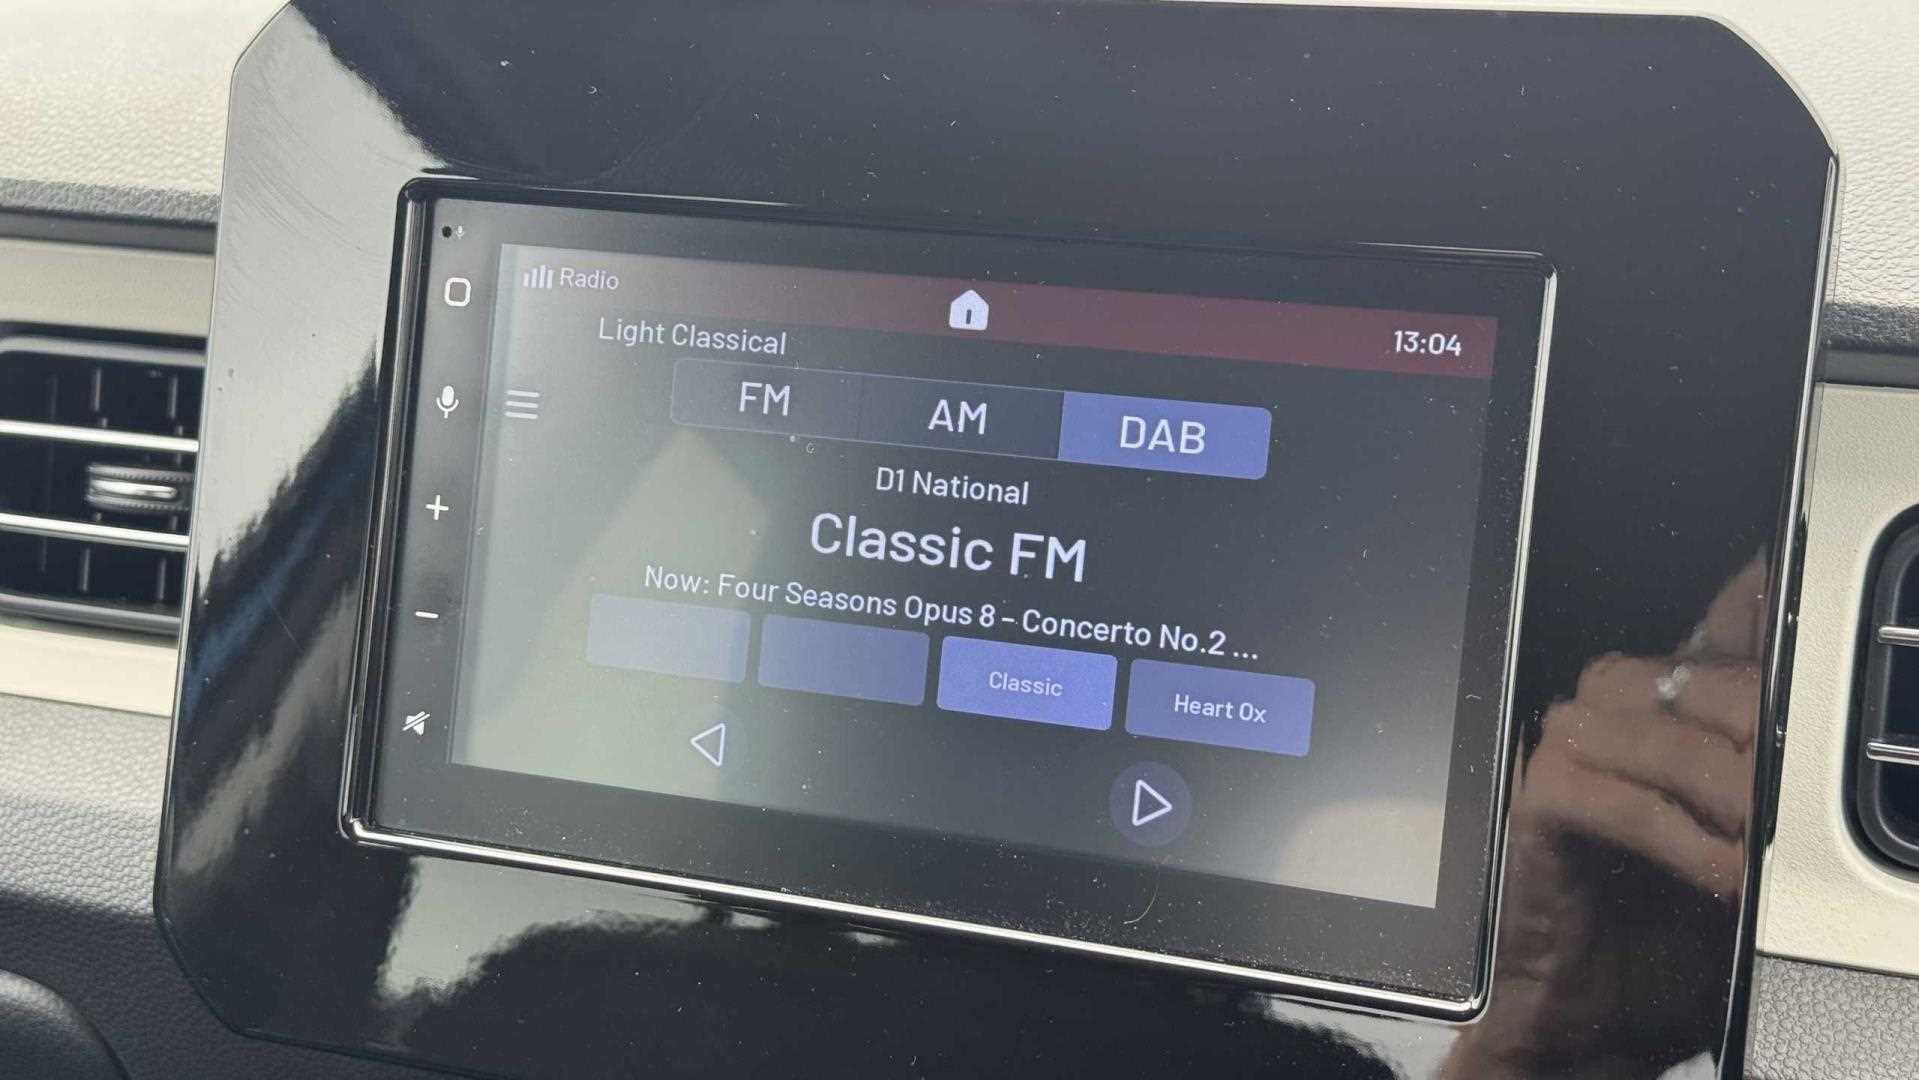 Radio
13:04
Light Classical
FM AM DAB
D1 National
Classic FM
Now: Four Seasons Opus 8 - Concerto No.2 ...
Classic
Heart Ox